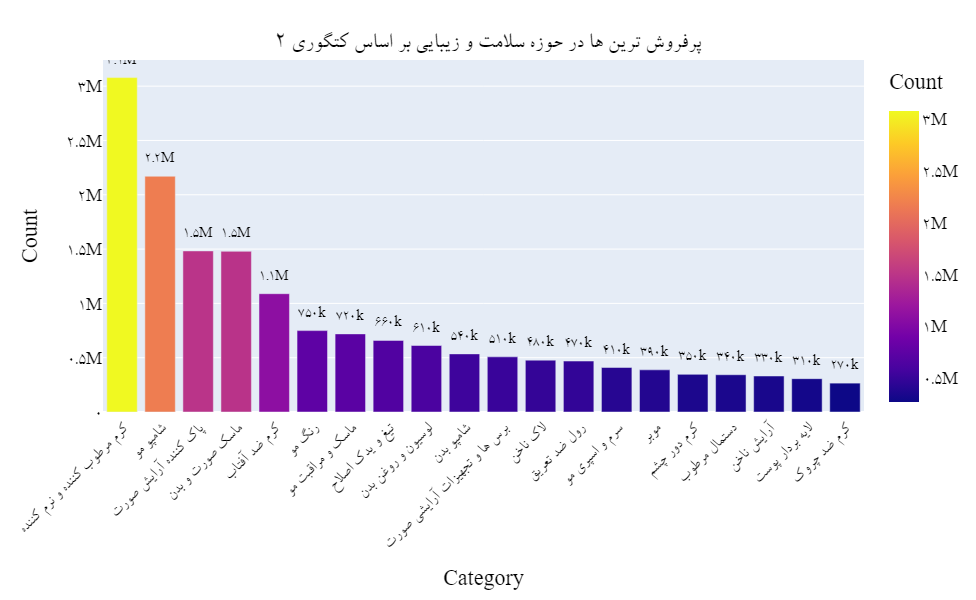 پرفروش ترین ها در حوزه سلامت و زیبایی بر اساس کتگوری ۲
Count
۳M
۲.۵M
۲M
۱.۵M
۱M
۰.۵M
۰
۲.۲M
۱.۵M
۱.۵M
۱.۱M
۷۵۰k
۷۲۰k
۶۶۰k
۶۱۰k
۵۴۰k
۵۱۰k
۴۸۰k
۴۷۰k
۴۱۰k
۳۹۰k
۳۵۰k
۳۴۰k
۳۳۰k
۳۱۰k
۲۷۰k
کرم مرطوب کننده و نرم کننده
شامپو مو
پاک کننده آرایش صورت
ماسک صورت و بدن
کرم ضد آفتاب
رنگ مو
ماسک و مراقبت مو
تیغ و یدک اصلاح
لوسیون و روغن بدن
شامپو بدن
برس ها و تجهیزات آرایشی صورت
لاک ناخن
رول ضد تعریق
سرم و اسپری مو
موبر
کرم دور چشم
دستمال مرطوب
آرایش ناخن
لایه بردار پوست
کرم ضد چروک
Category
Count
۳M
۲.۵M
۲M
۱.۵M
۱M
۰.۵M